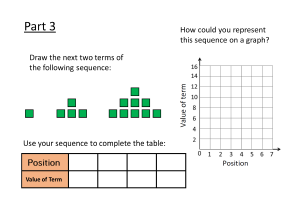 Part 3
Draw the next two terms of
the following sequence:
Use your sequence to complete the table:
Position
Value of Term
How could you represent
this sequence on a graph?
Value of term
16
14
12
10
8
6
4
2
0 1 2 3 4 5 6 7
Position